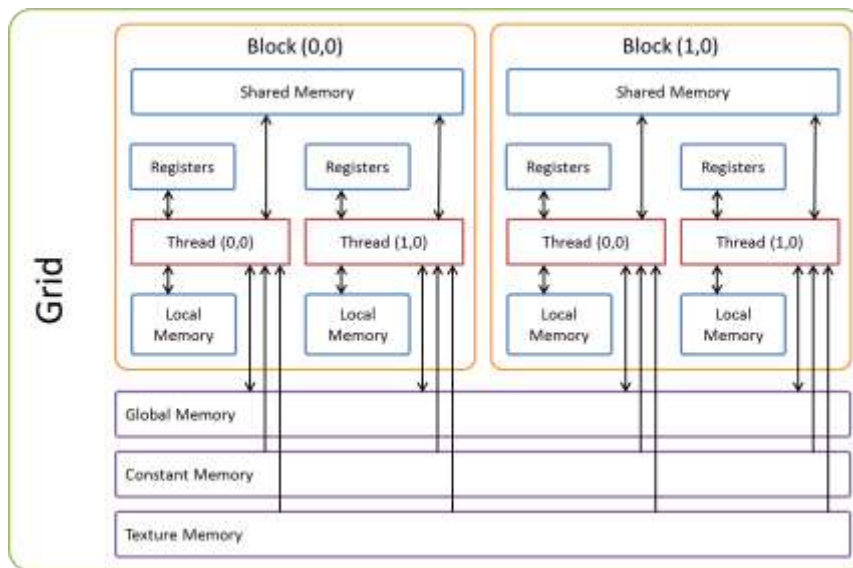 Grid
Block (0,0)
Shared Memory
Registers
Registers
Thread (0,0)
Thread (1,0)
Local
Memory
Local
Memory
Block (1,0)
Shared Memory
Registers
Registers
Thread (0,0)
Thread (1,0)
Local
Memory
Local
Memory
Global Memory
Constant Memory
Texture Memory